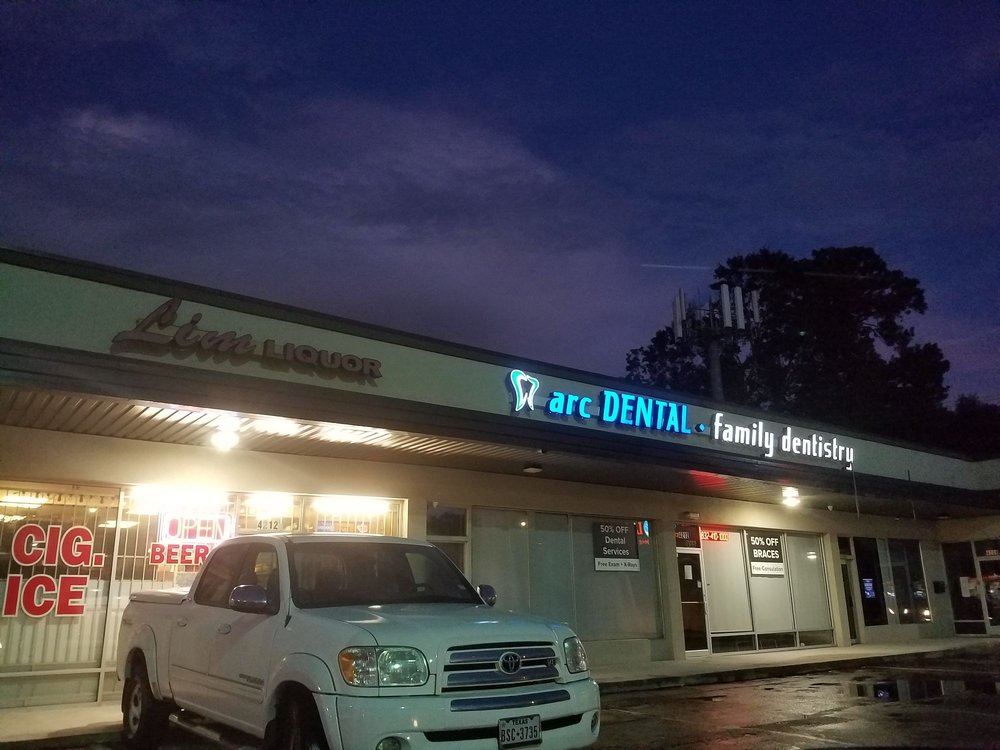 Lim LIQUOR
arc DENTAL • family dentistry
OPEN
4212
CIG.
BEER
ICE
50% OFF
Dental
Services
Free Exam + X-Rays
50% OFF
BRACES
Free Consultation
TEXAS
BSC•3735